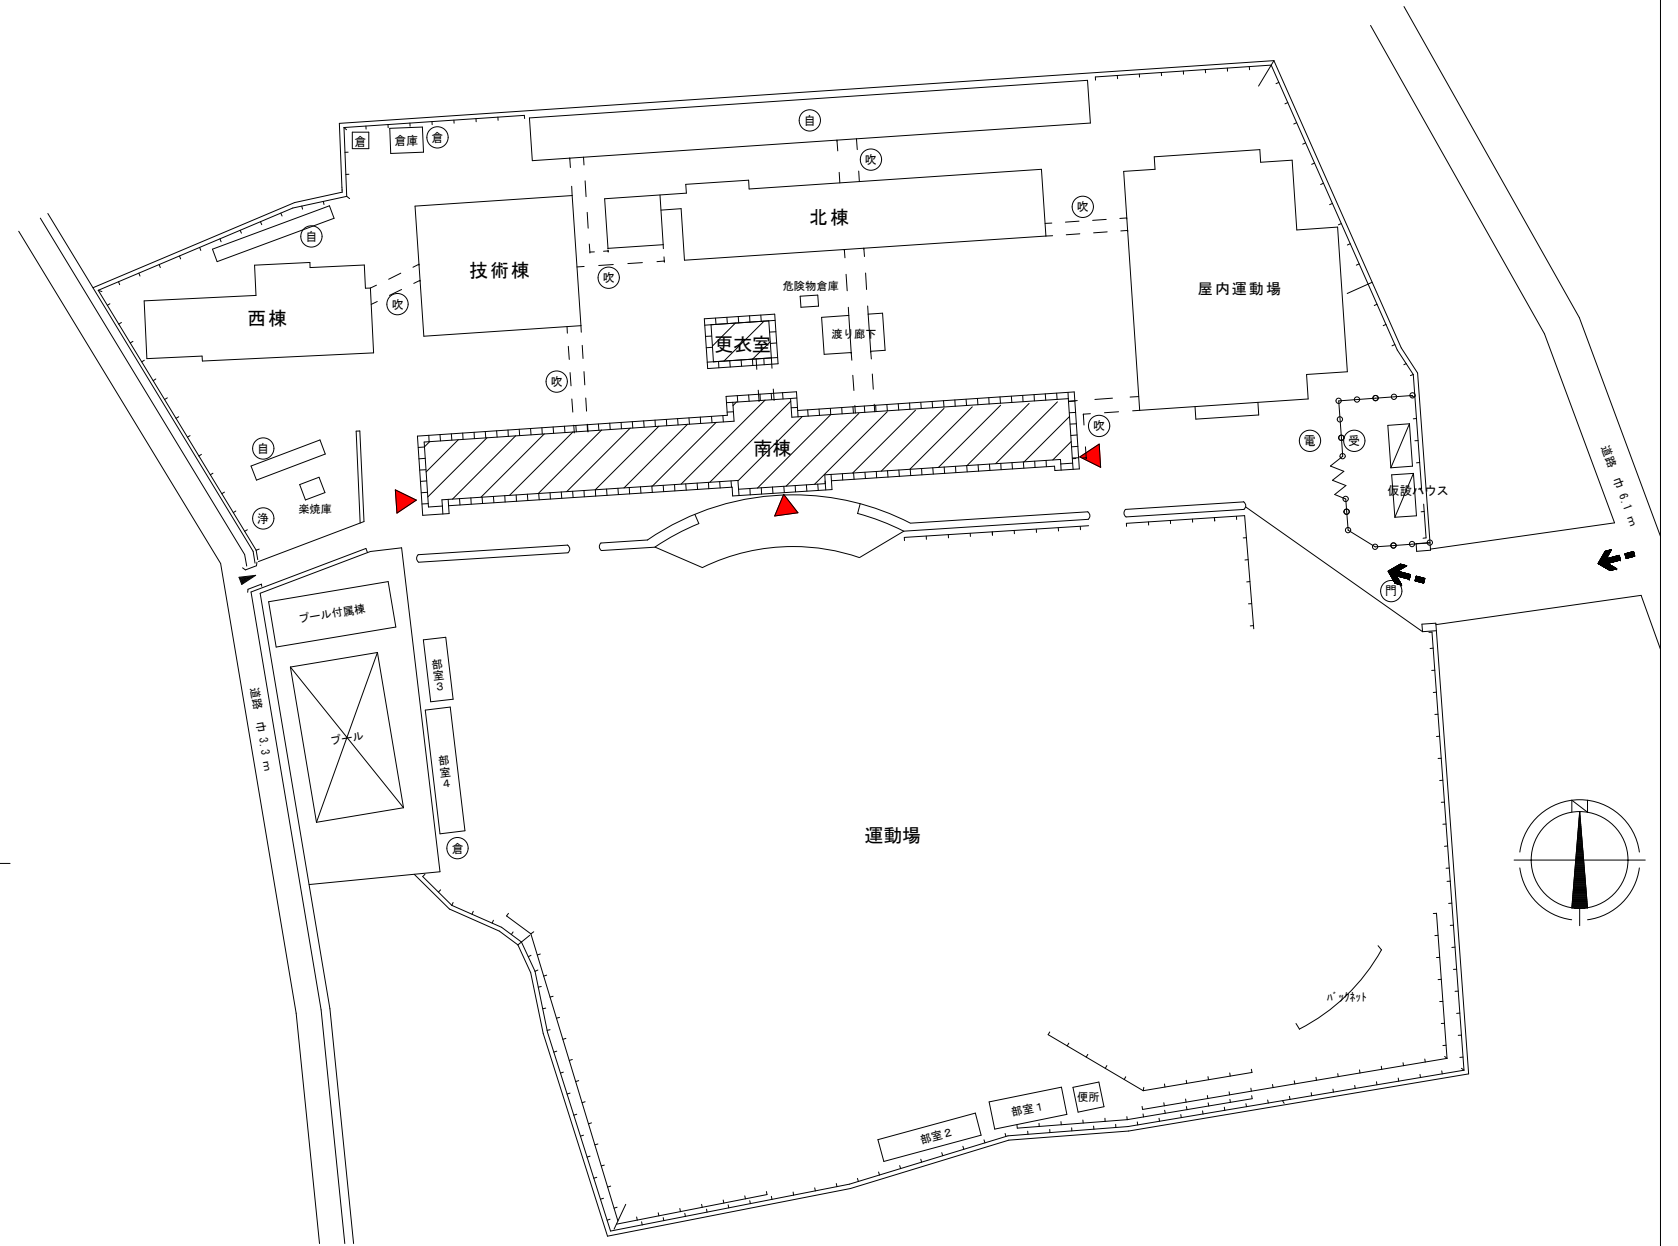 自
倉
倉庫
倉
吹
吹
北棟
自
技術棟
吹
危険物倉庫
屋内運動場
吹
西棟
渡り廊下
更衣室
吹
吹
電
受
自
南棟
道路 巾 6.1 m
仮設ハウス
楽焼庫
浄
門
プール付属棟
部室3
道路 巾 3.3 m
プール
部室4
運動場
倉
N
バックネット
便所
部室1
部室2